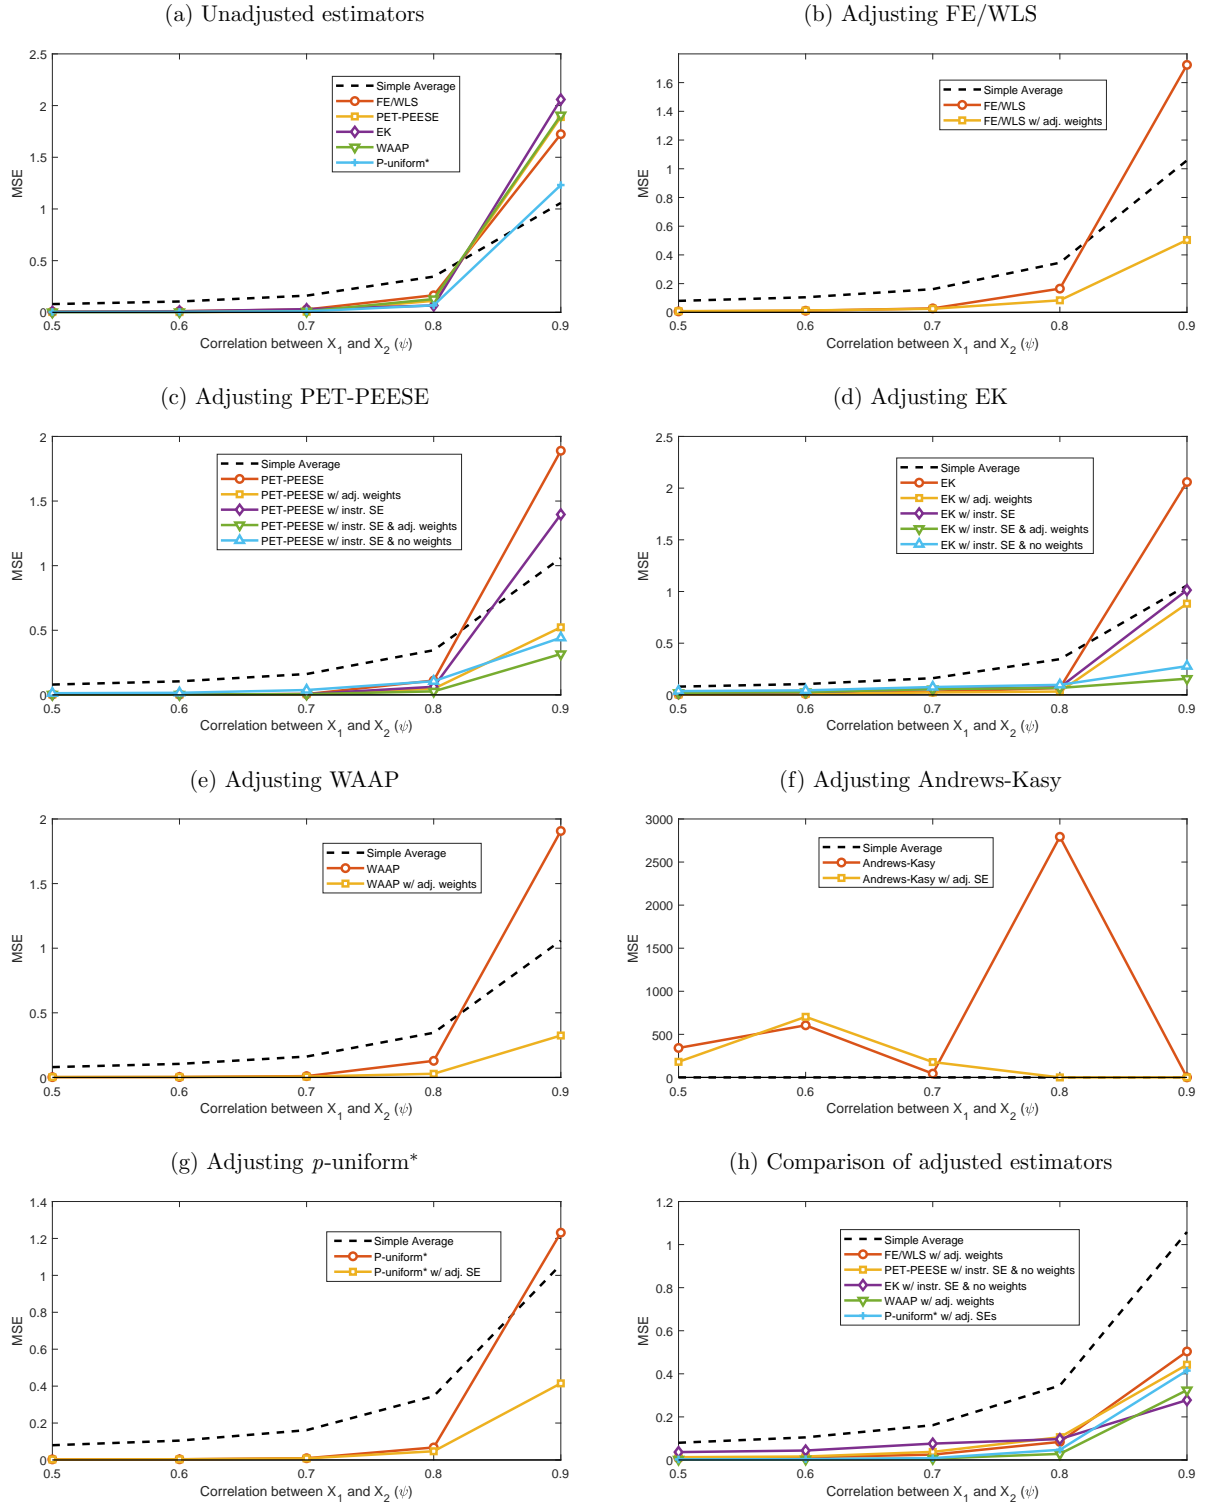 (a) Unadjusted estimators
2.5
2
1.5
1
0.5
0
MSE
Simple Average
FE/WLS
PET-PEESE
EK
WAAP
P-uniform*
0.5 0.6 0.7 0.8 0.9
Correlation between X_1 and X_2 (ψ)
(b) Adjusting FE/WLS
1.6
1.4
1.2
1
0.8
0.6
0.4
0.2
0
MSE
Simple Average
FE/WLS
FE/WLS w/ adj. weights
0.5 0.6 0.7 0.8 0.9
Correlation between X_1 and X_2 (ψ)
(c) Adjusting PET-PEESE
2
1.5
1
0.5
0
MSE
Simple Average
PET-PEESE
PET-PEESE w/ adj. weights
PET-PEESE w/ instr. SE
PET-PEESE w/ instr. SE & adj. weights
PET-PEESE w/ instr. SE & no weights
0.5 0.6 0.7 0.8 0.9
Correlation between X_1 and X_2 (ψ)
(d) Adjusting EK
2.5
2
1.5
1
0.5
0
MSE
Simple Average
EK
EK w/ adj. weights
EK w/ instr. SE
EK w/ instr. SE & adj. weights
EK w/ instr. SE & no weights
0.5 0.6 0.7 0.8 0.9
Correlation between X_1 and X_2 (ψ)
(e) Adjusting WAAP
2
1.5
1
0.5
0
MSE
Simple Average
WAAP
WAAP w/ adj. weights
0.5 0.6 0.7 0.8 0.9
Correlation between X_1 and X_2 (ψ)
(f) Adjusting Andrews-Kasy
3000
2500
2000
1500
1000
500
0
MSE
Simple Average
Andrews-Kasy
Andrews-Kasy w/ adj. SE
0.5 0.6 0.7 0.8 0.9
Correlation between X_1 and X_2 (ψ)
(g) Adjusting p-uniform*
1.4
1.2
1
0.8
0.6
0.4
0.2
0
MSE
Simple Average
P-uniform*
P-uniform* w/ adj. SE
0.5 0.6 0.7 0.8 0.9
Correlation between X_1 and X_2 (ψ)
(h) Comparison of adjusted estimators
1.2
1
0.8
0.6
0.4
0.2
0
MSE
Simple Average
FE/WLS w/ adj. weights
PET-PEESE w/ instr. SE & no weights
EK w/ instr. SE & no weights
WAAP w/ adj. weights
P-uniform* w/ adj. SEs
0.5 0.6 0.7 0.8 0.9
Correlation between X_1 and X_2 (ψ)